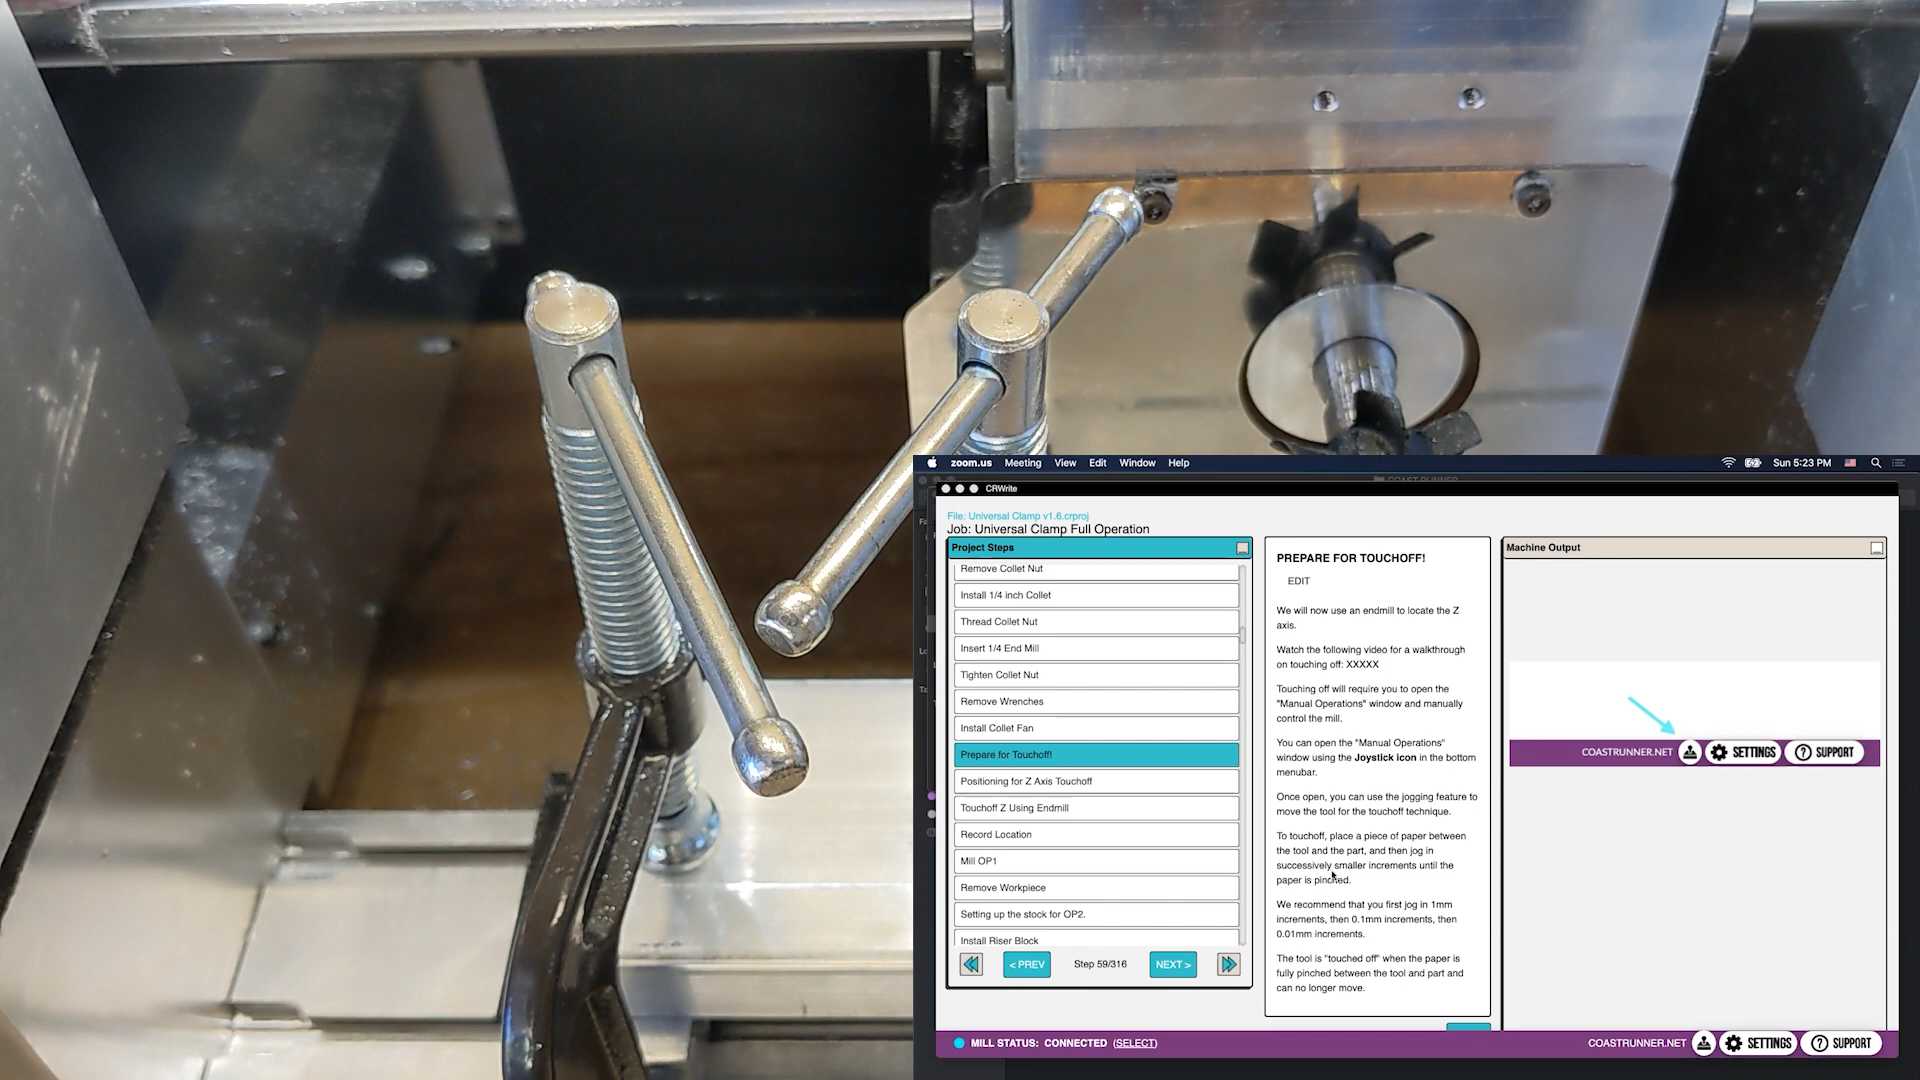 zoom.us Meeting View Edit Window Help
Sun 5:23 PM
COAST RUNNER
CRWrite
File: Universal Clamp v1.6.crproj
Job: Universal Clamp Full Operation
Project Steps
Remove Collet Nut
Install 1/4 inch Collet
Thread Collet Nut
Insert 1/4 End Mill
Tighten Collet Nut
Remove Wrenches
Install Collet Fan
Prepare for Touchoff!
Positioning for Z Axis Touchoff
Touchoff Z Using Endmill
Record Location
Mill OP1
Remove Workpiece
Setting up the stock for OP2.
Install Riser Block
< PREV
Step 59/316
NEXT >
PREPARE FOR TOUCHOFF!
EDIT
We will now use an endmill to locate the Z
axis.
Watch the following video for a walkthrough
on touching off: XXXXX
Touching off will require you to open the
"Manual Operations" window and manually
control the mill.
You can open the "Manual Operations"
window using the Joystick icon in the bottom
menubar.
Once open, you can use the jogging feature to
move the tool for the touchoff technique.
To touchoff, place a piece of paper between
the tool and the part, and then jog in
successively smaller increments until the
paper is pinched.
We recommend that you first jog in 1mm
increments, then 0.1mm increments, then
0.01mm increments.
The tool is "touched off" when the paper is
fully pinched between the tool and part and
can no longer move.
Machine Output
COASTRUNNER.NET SETTINGS SUPPORT
MILL STATUS: CONNECTED (SELECT)
COASTRUNNER.NET SETTINGS SUPPORT